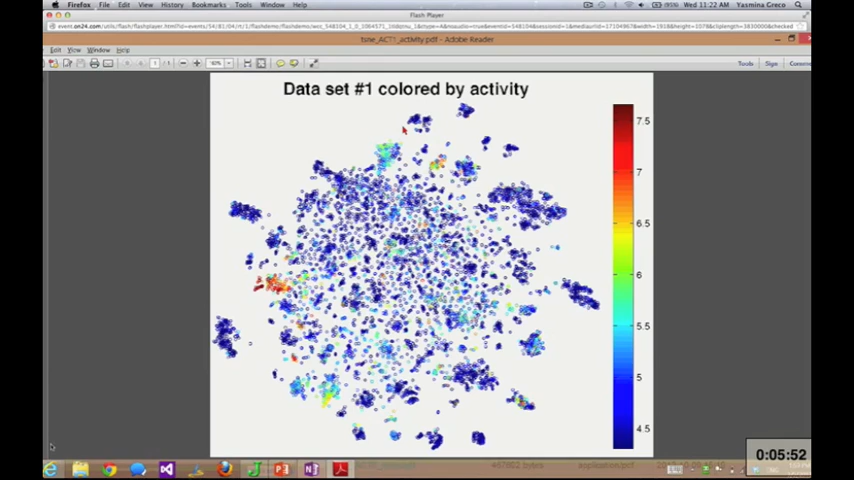 Firefox File Edit View History Bookmarks Tools Window Help
Wed 11:22 AM Yasmina Greco
Flash Player
tsne_ACT1_activity.pdf - Adobe Reader
Edit View Window Help
1 / 1
Tools Sign Comment
Data set #1 colored by activity
7.5
7
6.5
6
5.5
5
4.5
0:05:52